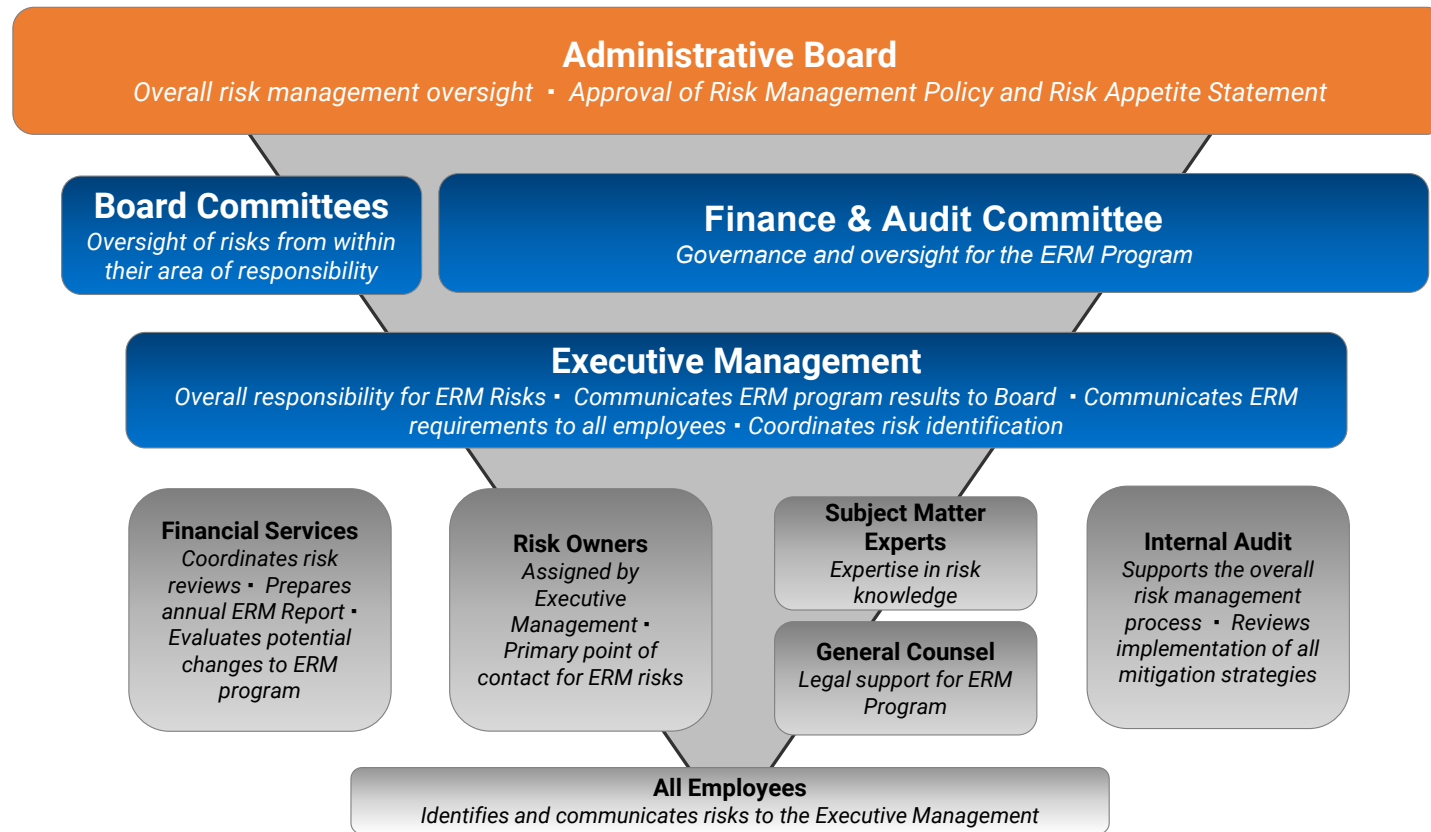 Administrative Board
Overall risk management oversight ▪ Approval of Risk Management Policy and Risk Appetite Statement
Board Committees
Oversight of risks from within
their area of responsibility
Finance & Audit Committee
Governance and oversight for the ERM Program
Executive Management
Overall responsibility for ERM Risks ▪ Communicates ERM program results to Board ▪ Communicates ERM
requirements to all employees ▪ Coordinates risk identification
Financial Services
Coordinates risk
reviews ▪ Prepares
annual ERM Report ▪
Evaluates potential
changes to ERM
program
Risk Owners
Assigned by
Executive
Management ▪
Primary point of
contact for ERM risks
Subject Matter
Experts
Expertise in risk
knowledge
General Counsel
Legal support for ERM
Program
Internal Audit
Supports the overall
risk management
process ▪ Reviews
implementation of all
mitigation strategies
All Employees
Identifies and communicates risks to the Executive Management